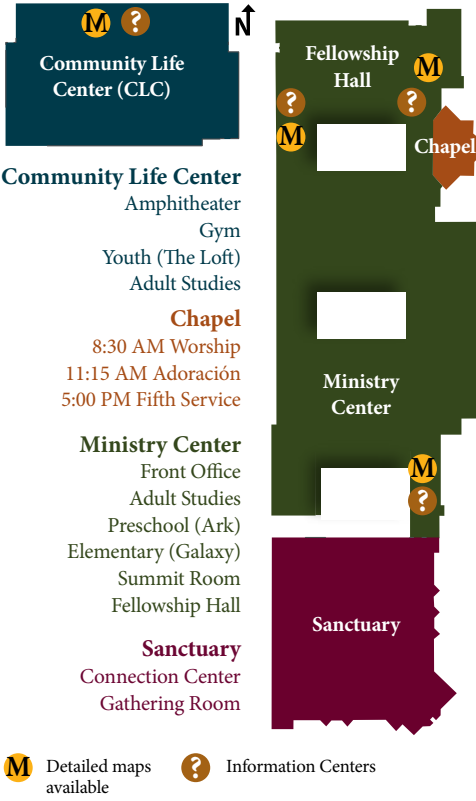 M ?
N
Community Life
Center (CLC)
Fellowship
Hall
M
?
?
M
Chapel
Community Life Center
Amphitheater
Gym
Youth (The Loft)
Adult Studies
Chapel
8:30 AM Worship
11:15 AM Adoración
5:00 PM Fifth Service
Ministry
Center
Ministry Center
Front Office
Adult Studies
Preschool (Ark)
Elementary (Galaxy)
Summit Room
Fellowship Hall
M
?
Sanctuary
Sanctuary
Connection Center
Gathering Room
M Detailed maps
available
? Information Centers